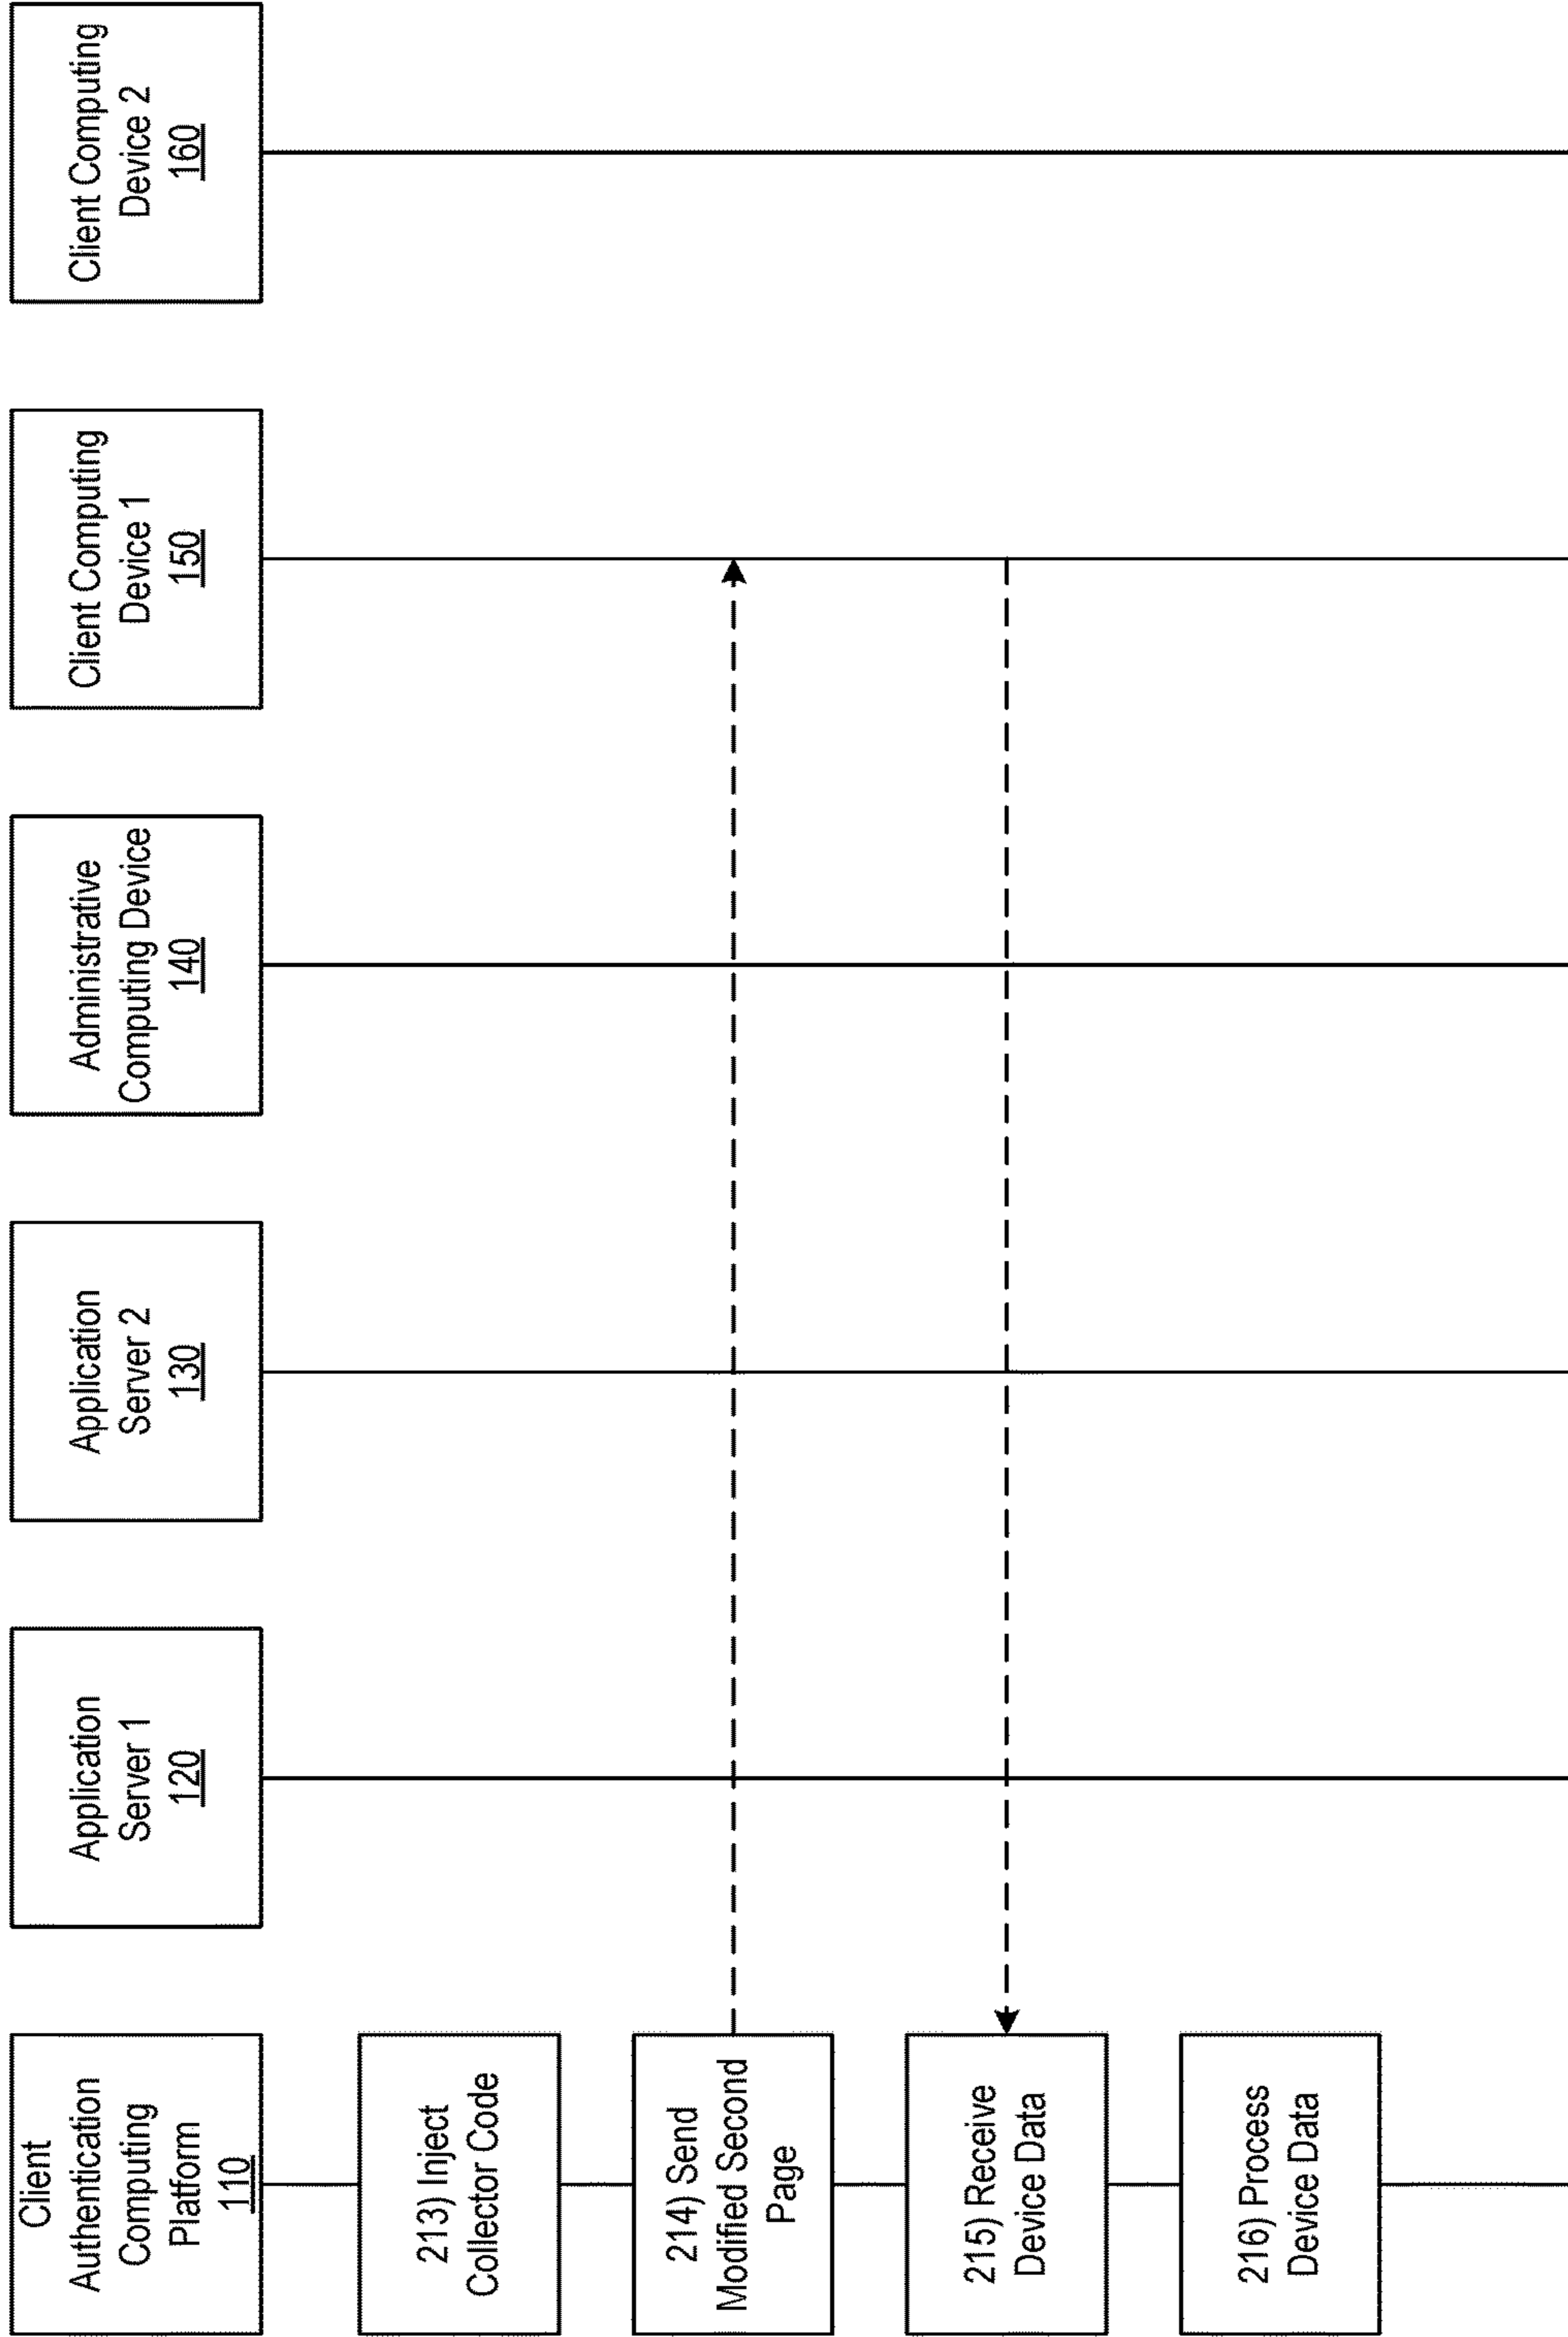 Client
Authentication
Computing
Platform
110
Application
Server 1
120
Application
Server 2
130
Administrative
Computing Device
140
Client Computing
Device 1
150
Client Computing
Device 2
160
213) Inject
Collector Code
214) Send
Modified Second
Page
215) Receive
Device Data
216) Process
Device Data